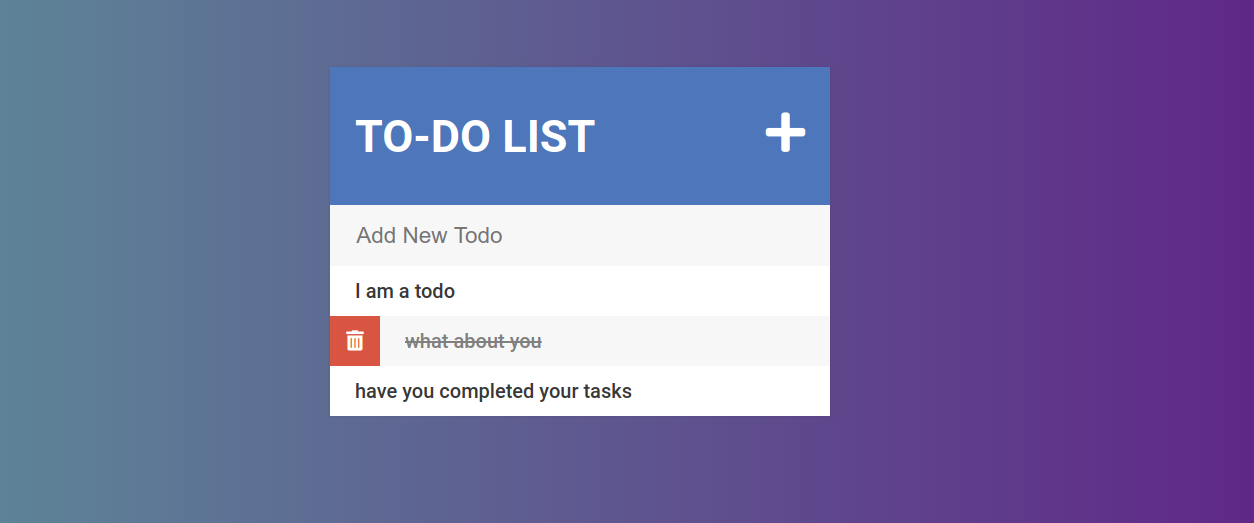 TO-DO LIST
Add New Todo
I am a todo
what about you
have you completed your tasks